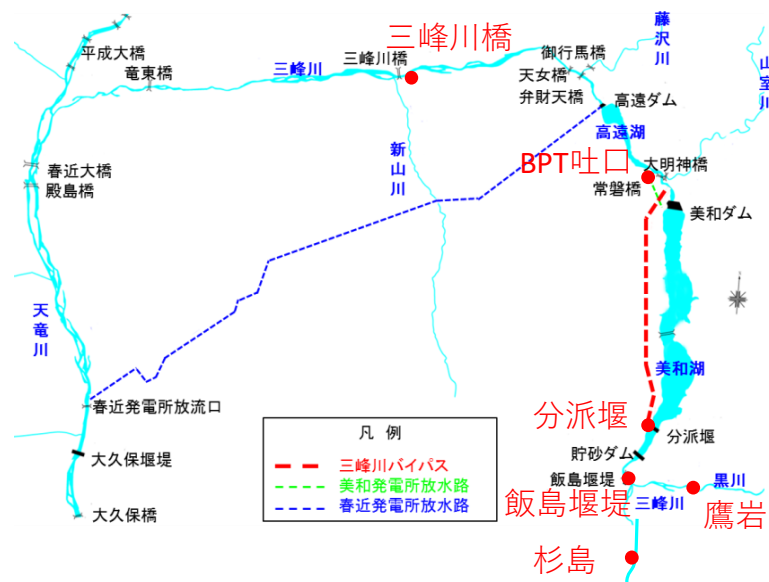 三峰川橋
藤沢川
山室川
平成大橋
竜東橋
三峰川
三峰川橋
御行馬橋
天女橋
弁財天橋
高遠ダム
高遠湖
新山川
BPT吐口
大明神橋
常磐橋
美和ダム
春近大橋
殿島橋
天竜川
美和湖
春近発電所放流口
分派堰
分派堰
貯砂ダム
大久保堰堤
大久保橋
凡 例
三峰川バイパス
美和発電所放水路
春近発電所放水路
飯島堰堤
飯島堰堤
黒川
三峰川
鷹岩
杉島